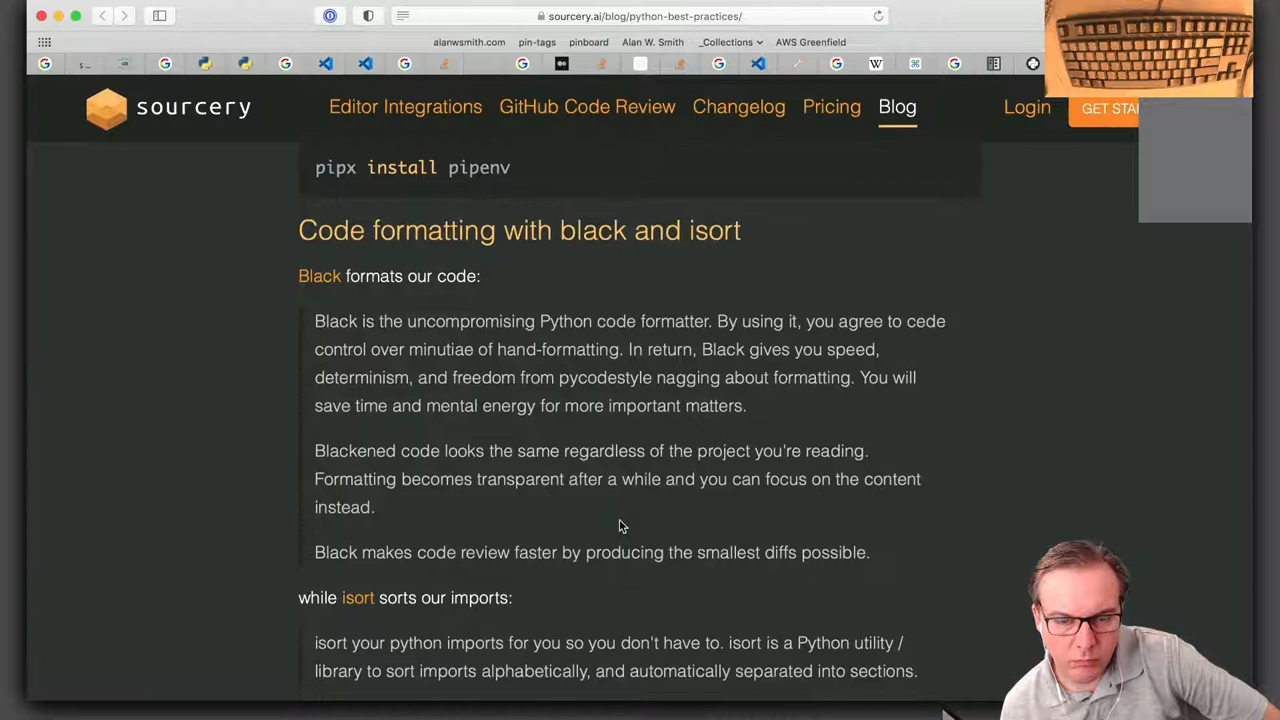 sourcery.ai/blog/python-best-practices/
alanwsmith.com pin-tags pinboard Alan W. Smith _Collections AWS Greenfield
sourcery Editor Integrations GitHub Code Review Changelog Pricing Blog Login GET
pipx install pipenv
Code formatting with black and isort
Black formats our code:
Black is the uncompromising Python code formatter. By using it, you agree to cede
control over minutiae of hand-formatting. In return, Black gives you speed,
determinism, and freedom from pycodestyle nagging about formatting. You will
save time and mental energy for more important matters.
Blackened code looks the same regardless of the project you're reading.
Formatting becomes transparent after a while and you can focus on the content
instead.
Black makes code review faster by producing the smallest diffs possible.
while isort sorts our imports:
isort your python imports for you so you don't have to. isort is a Python utility /
library to sort imports alphabetically, and automatically separated into sections.